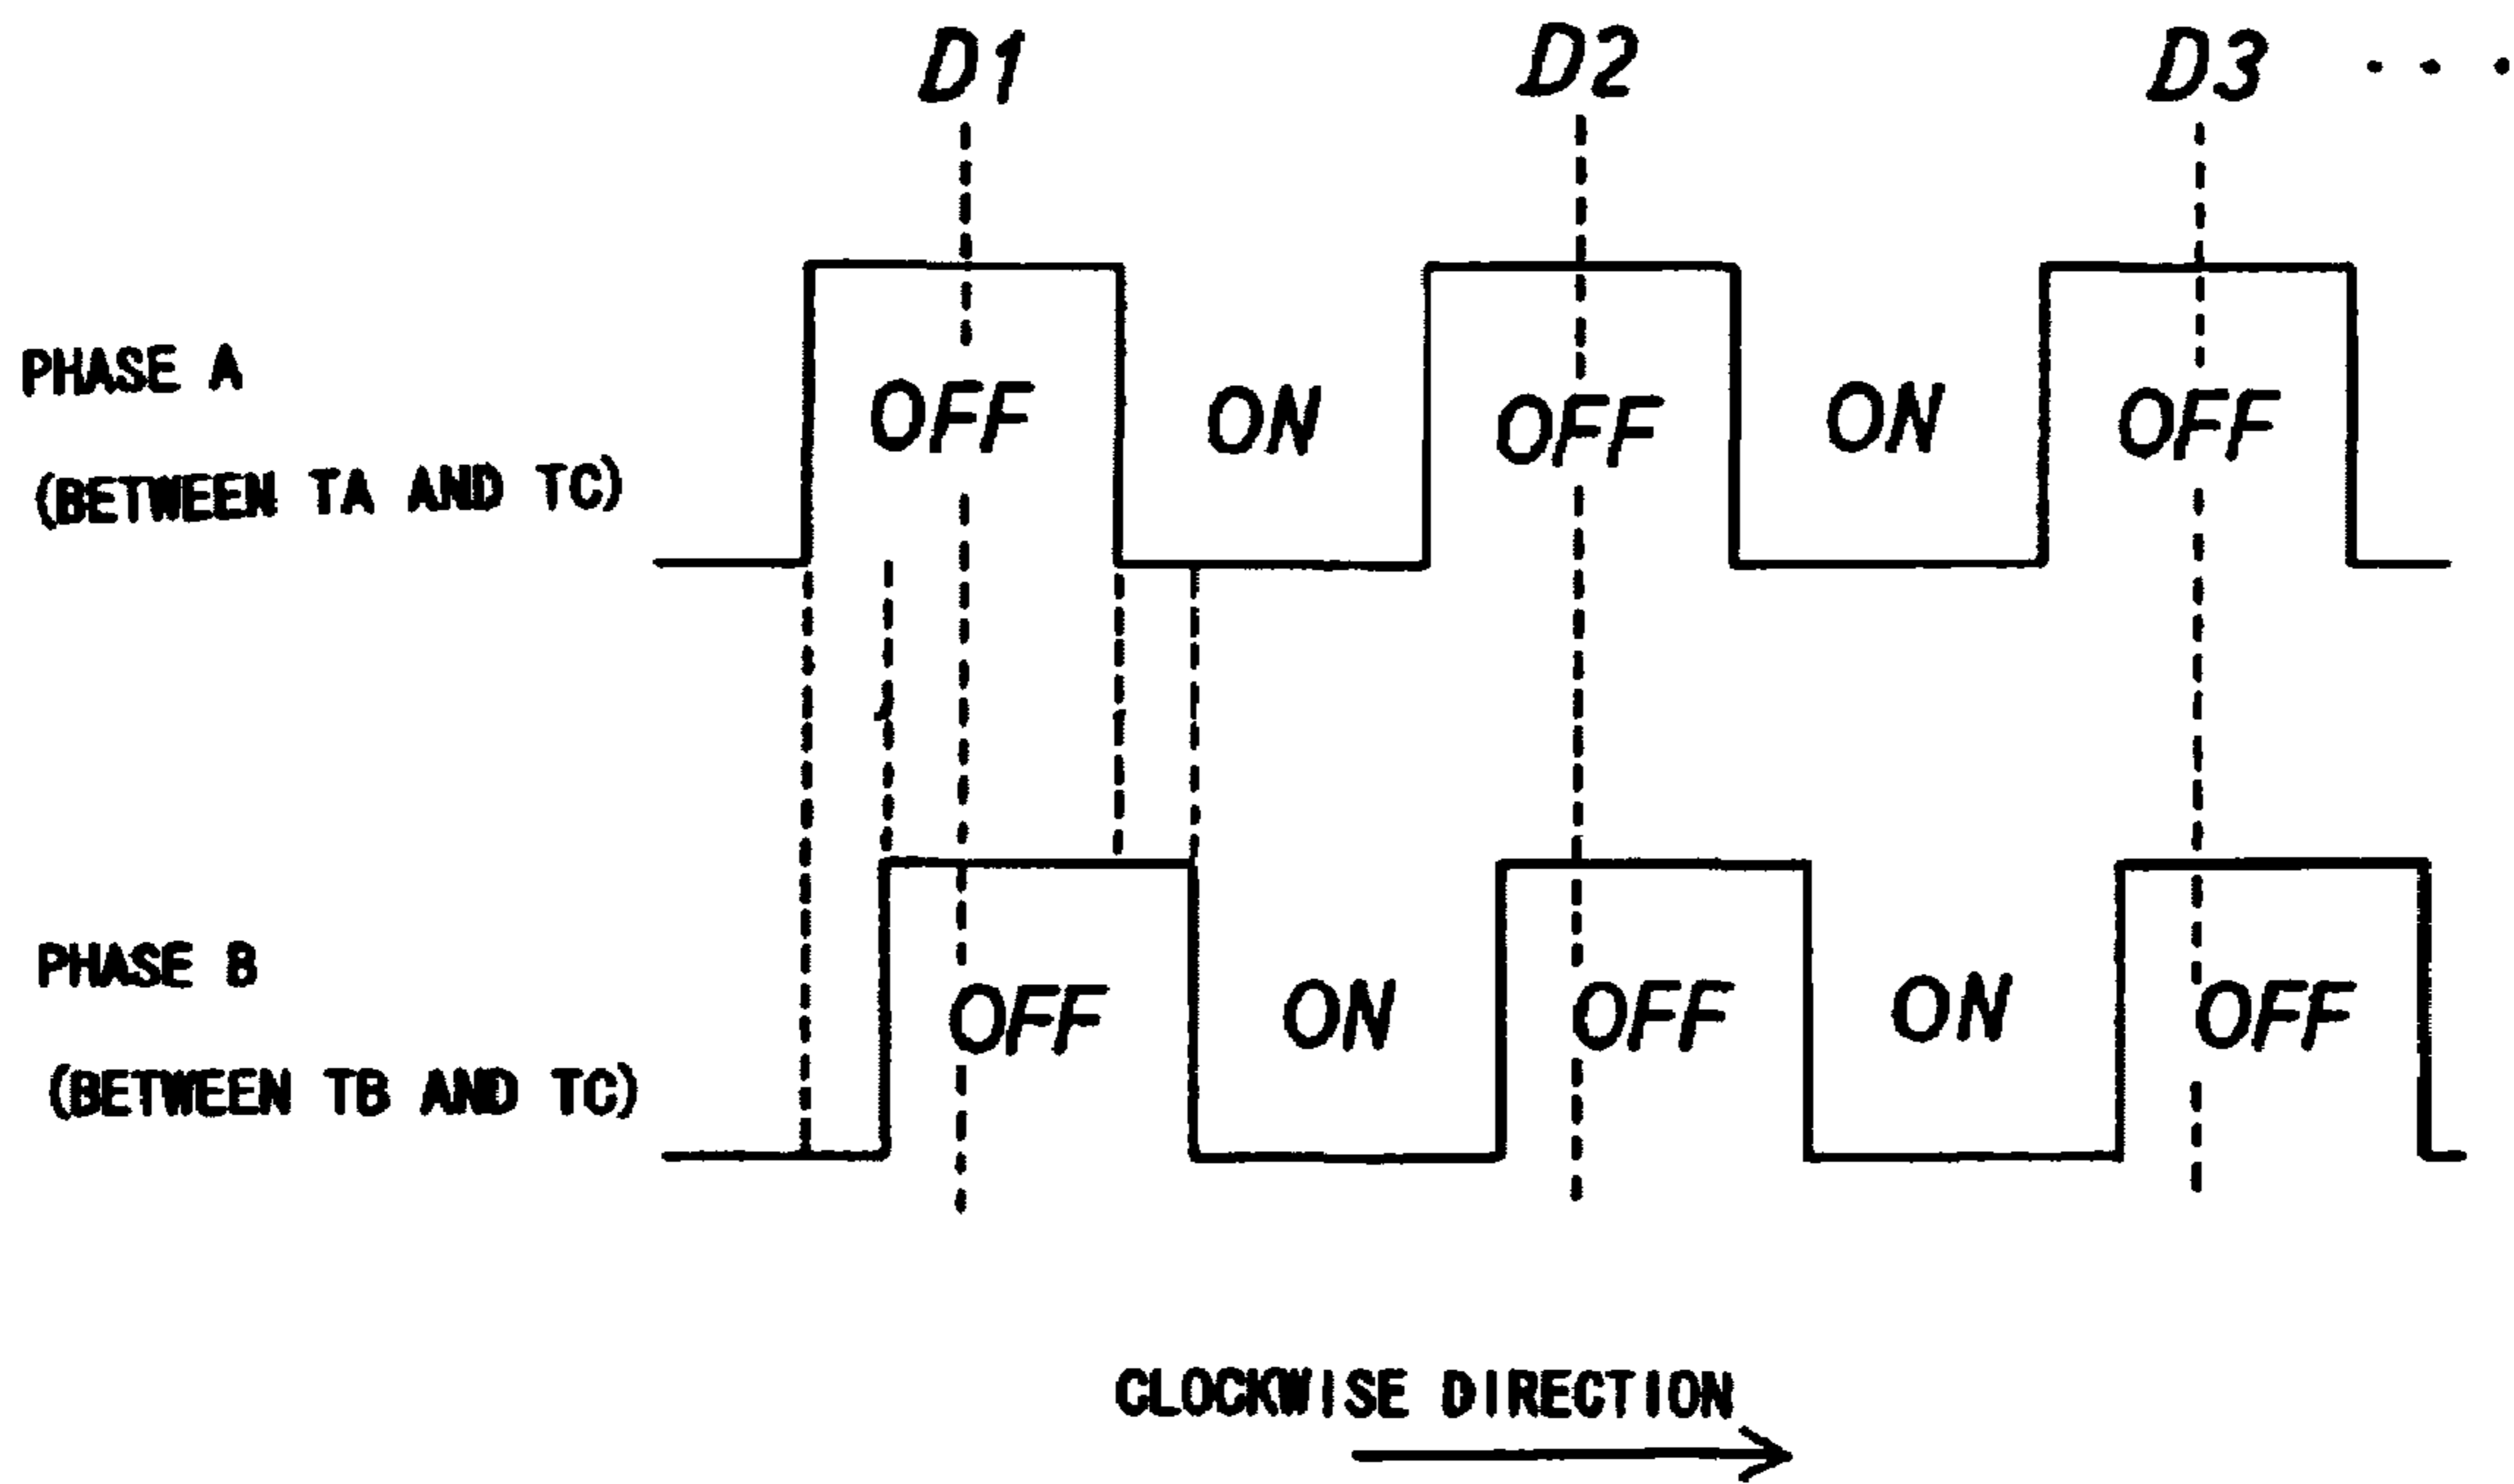 D1 D2 D3 . . .
PHASE A
OFF ON OFF ON OFF
(BETWEEN TA AND TC)
PHASE B
OFF ON OFF ON OFF
(BETWEEN TB AND TC)
CLOCKWISE DIRECTION